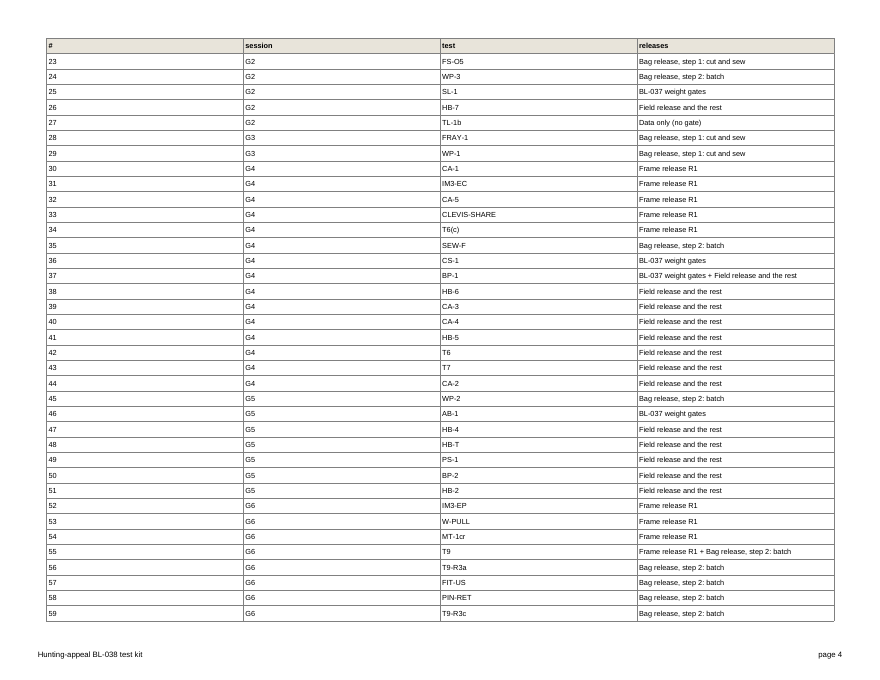 # session test releases
23 G2 FS-O5 Bag release, step 1: cut and sew
24 G2 WP-3 Bag release, step 2: batch
25 G2 SL-1 BL-037 weight gates
26 G2 HB-7 Field release and the rest
27 G2 TL-1b Data only (no gate)
28 G3 FRAY-1 Bag release, step 1: cut and sew
29 G3 WP-1 Bag release, step 1: cut and sew
30 G4 CA-1 Frame release R1
31 G4 IM3-EC Frame release R1
32 G4 CA-5 Frame release R1
33 G4 CLEVIS-SHARE Frame release R1
34 G4 T6(c) Frame release R1
35 G4 SEW-F Bag release, step 2: batch
36 G4 CS-1 BL-037 weight gates
37 G4 BP-1 BL-037 weight gates + Field release and the rest
38 G4 HB-6 Field release and the rest
39 G4 CA-3 Field release and the rest
40 G4 CA-4 Field release and the rest
41 G4 HB-5 Field release and the rest
42 G4 T6 Field release and the rest
43 G4 T7 Field release and the rest
44 G4 CA-2 Field release and the rest
45 G5 WP-2 Bag release, step 2: batch
46 G5 AB-1 BL-037 weight gates
47 G5 HB-4 Field release and the rest
48 G5 HB-T Field release and the rest
49 G5 PS-1 Field release and the rest
50 G5 BP-2 Field release and the rest
51 G5 HB-2 Field release and the rest
52 G6 IM3-EP Frame release R1
53 G6 W-PULL Frame release R1
54 G6 MT-1cr Frame release R1
55 G6 T9 Frame release R1 + Bag release, step 2: batch
56 G6 T9-R3a Bag release, step 2: batch
57 G6 FIT-US Bag release, step 2: batch
58 G6 PIN-RET Bag release, step 2: batch
59 G6 T9-R3c Bag release, step 2: batch
Hunting-appeal BL-038 test kit page 4